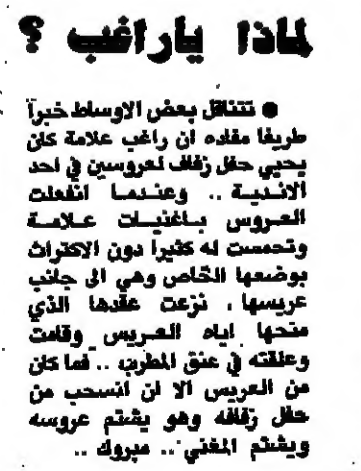 لماذا ياراغب ؟
● تتناقل بعض الاوساط خبراً
طريفا مفاده ان راغب علامة كان
يحيي حفل زفاف لعروسين في احد
الاندية .. وعندما انفعلت
العروس باغنيات علامة
وتحمست له كثيرا دون الاكتراث
بوضعها الخاص وهي الى جانب
عريسها ، نزعت عقدها الذي
منحها اياه العريس وقامت
وعلقته في عنق المطرب .. فما كان
من العريس الا ان انسحب من
حفل زفافه وهو يشتم عروسه
ويشتم المغني .. مبروك ..